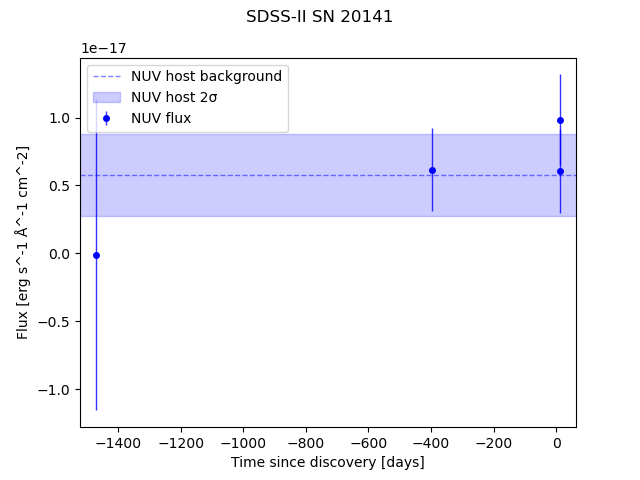 SDSS-II SN 20141
1e−17
NUV host background
NUV host 2σ
NUV flux
1.0
0.5
0.0
−0.5
−1.0
Flux [erg s^-1 Å^-1 cm^-2]
−1400 −1200 −1000 −800 −600 −400 −200 0
Time since discovery [days]